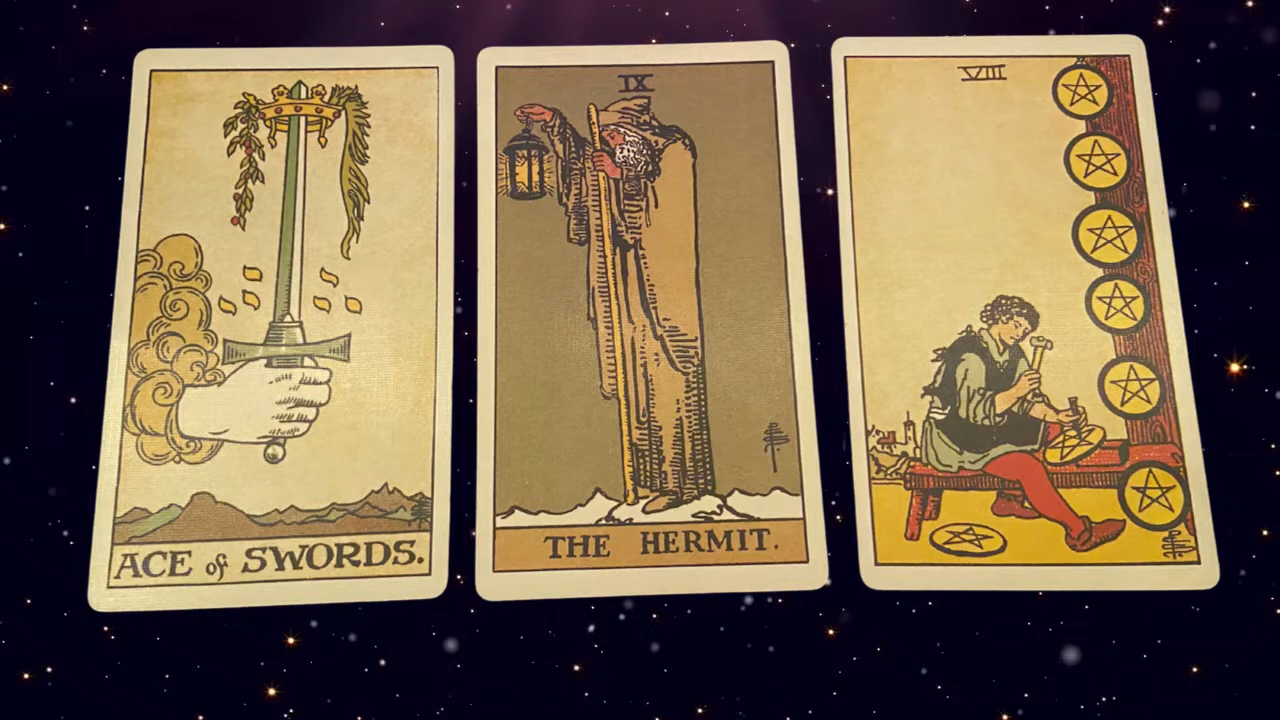 ACE of SWORDS.
IX
THE HERMIT.
VIII